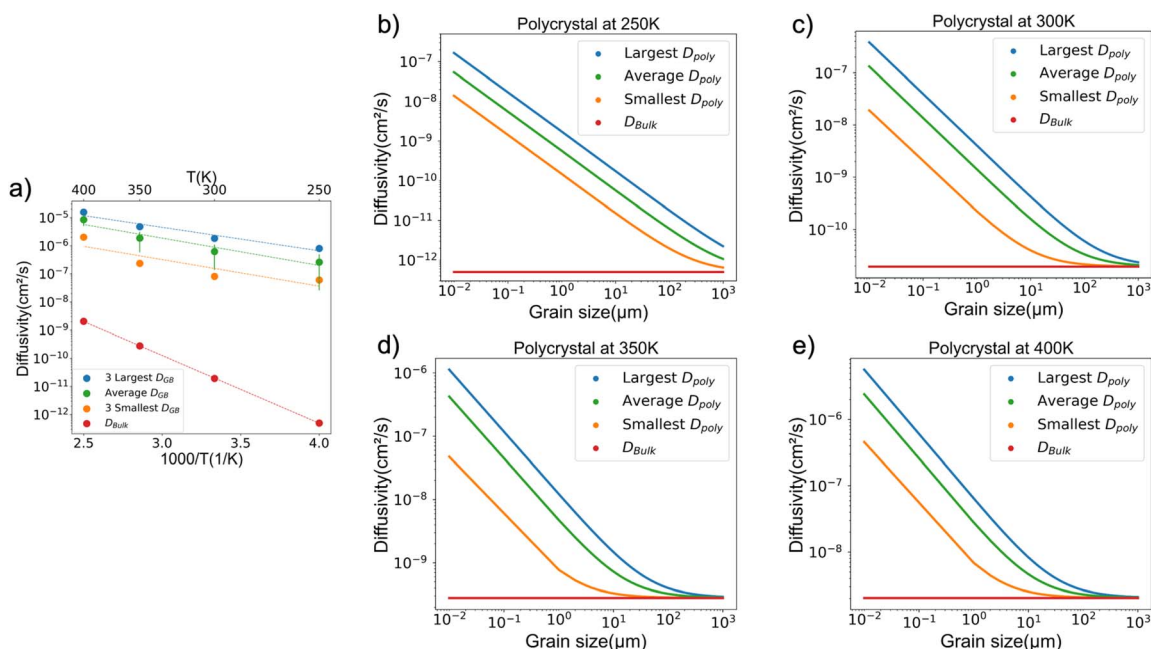 a)
T(K)
400 350 300 250
Diffusivity(cm²/s)
10⁻⁵
10⁻⁶
10⁻⁷
10⁻⁸
10⁻⁹
10⁻¹⁰
10⁻¹¹
10⁻¹²
3 Largest D_GB
Average D_GB
3 Smallest D_GB
D_Bulk
2.5 3.0 3.5 4.0
1000/T(1/K)
b)
Polycrystal at 250K
Diffusivity(cm²/s)
10⁻⁷
10⁻⁸
10⁻⁹
10⁻¹⁰
10⁻¹¹
10⁻¹²
Largest D_poly
Average D_poly
Smallest D_poly
D_Bulk
10⁻² 10⁻¹ 10⁰ 10¹ 10² 10³
Grain size(µm)
c)
Polycrystal at 300K
Diffusivity(cm²/s)
10⁻⁷
10⁻⁸
10⁻⁹
10⁻¹⁰
Largest D_poly
Average D_poly
Smallest D_poly
D_Bulk
10⁻² 10⁻¹ 10⁰ 10¹ 10² 10³
Grain size(µm)
d)
Polycrystal at 350K
Diffusivity(cm²/s)
10⁻⁶
10⁻⁷
10⁻⁸
10⁻⁹
Largest D_poly
Average D_poly
Smallest D_poly
D_Bulk
10⁻² 10⁻¹ 10⁰ 10¹ 10² 10³
Grain size(µm)
e)
Polycrystal at 400K
Diffusivity(cm²/s)
10⁻⁶
10⁻⁷
10⁻⁸
Largest D_poly
Average D_poly
Smallest D_poly
D_Bulk
10⁻² 10⁻¹ 10⁰ 10¹ 10² 10³
Grain size(µm)